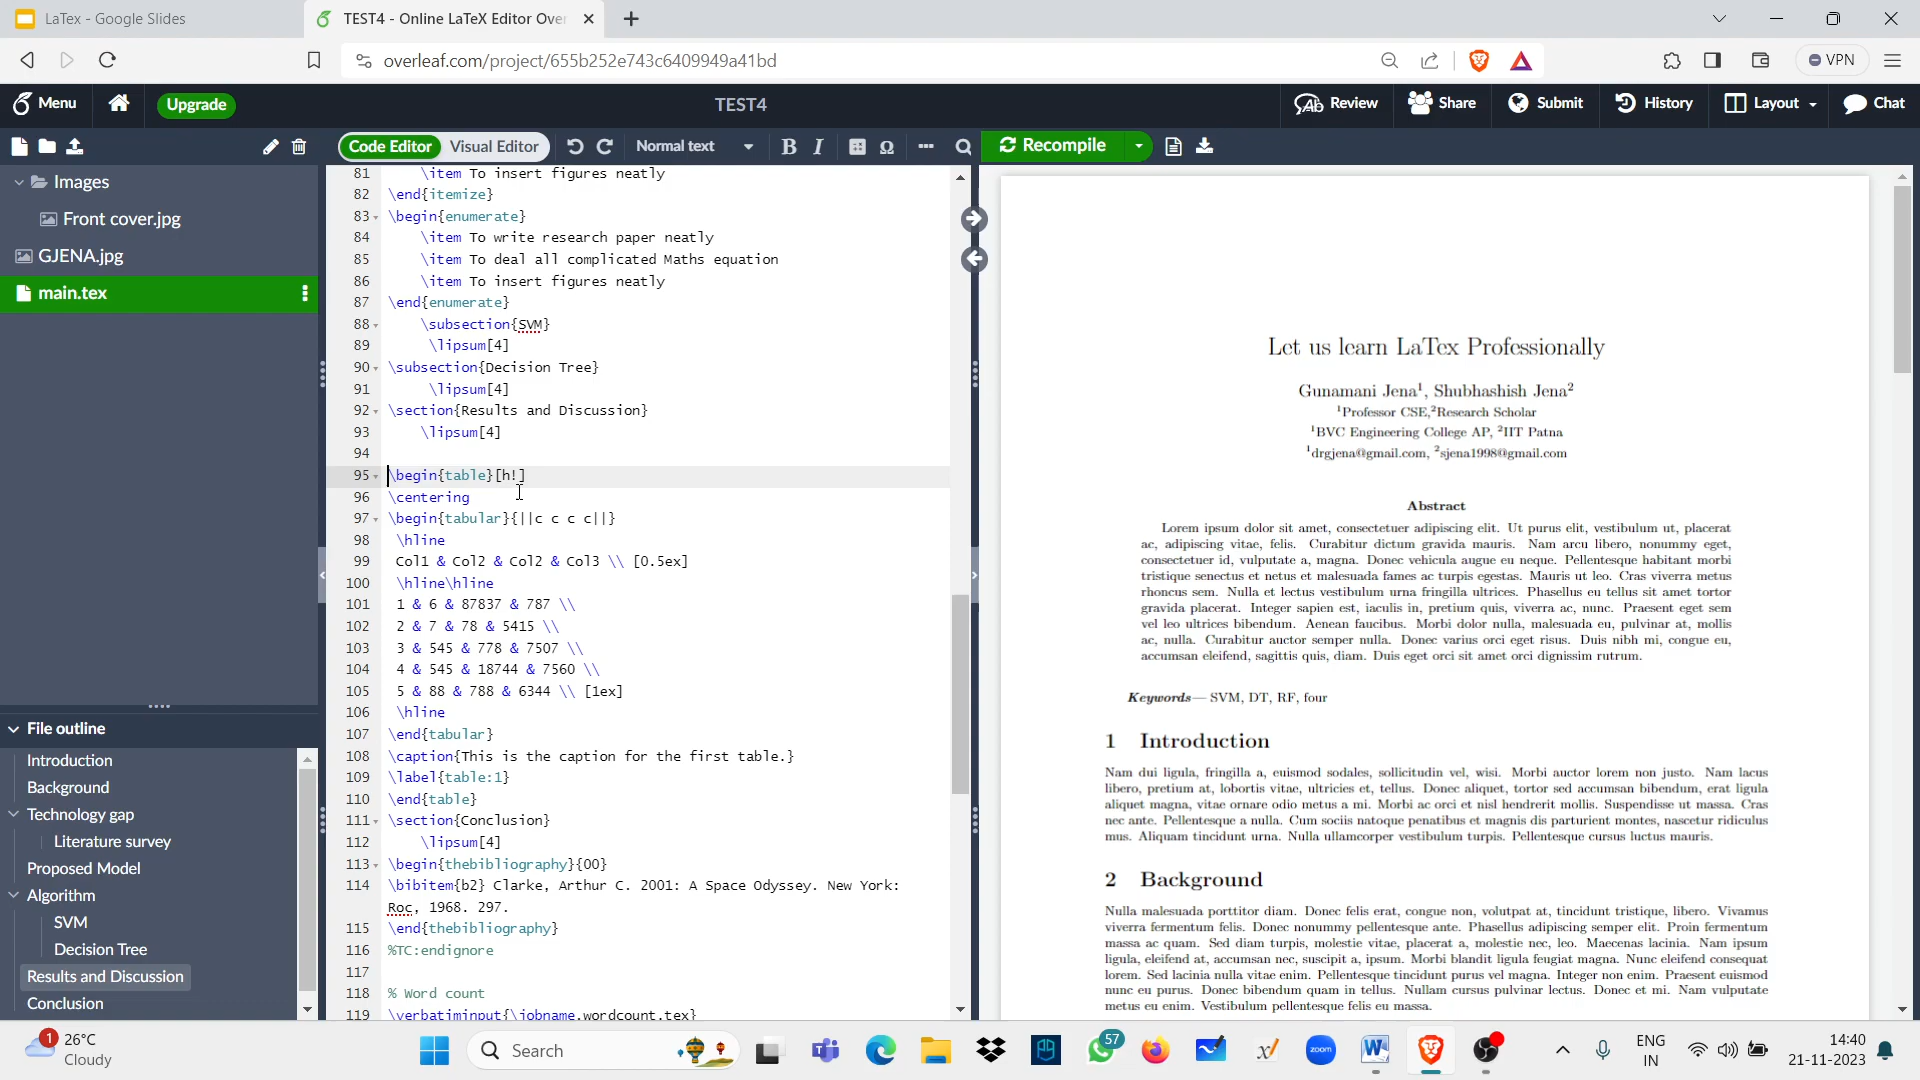 LaTex - Google Slides
TEST4 - Online LaTeX Editor Over
overleaf.com/project/655b252e743c6409949a41bd
VPN
Menu
Upgrade
TEST4
Review
Share
Submit
History
Layout
Chat
Code Editor
Visual Editor
Normal text
B I
Ω
Recompile
Images
Front cover.jpg
GJENA.jpg
main.tex
File outline
Introduction
Background
Technology gap
Literature survey
Proposed Model
Algorithm
SVM
Decision Tree
Results and Discussion
Conclusion
81 \item To insert figures neatly
82 \end{itemize}
83 \begin{enumerate}
84 \item To write research paper neatly
85 \item To deal all complicated Maths equation
86 \item To insert figures neatly
87 \end{enumerate}
88 \subsection{SVM}
89 \lipsum[4]
90 \subsection{Decision Tree}
91 \lipsum[4]
92 \section{Results and Discussion}
93 \lipsum[4]
94
95 \begin{table}[h!]
96 \centering
97 \begin{tabular}{||c c c c||}
98 \hline
99 Col1 & Col2 & Col2 & Col3 \\ [0.5ex]
100 \hline\hline
101 1 & 6 & 87837 & 787 \\
102 2 & 7 & 78 & 5415 \\
103 3 & 545 & 778 & 7507 \\
104 4 & 545 & 18744 & 7560 \\
105 5 & 88 & 788 & 6344 \\ [1ex]
106 \hline
107 \end{tabular}
108 \caption{This is the caption for the first table.}
109 \label{table:1}
110 \end{table}
111 \section{Conclusion}
112 \lipsum[4]
113 \begin{thebibliography}{00}
114 \bibitem{b2} Clarke, Arthur C. 2001: A Space Odyssey. New York:
Roc, 1968. 297.
115 \end{thebibliography}
116 %TC:endignore
117
118 % Word count
119 \verbatiminput{\jobname.wordcount.tex}
Let us learn LaTex Professionally
Gunamani Jena1, Shubhashish Jena2
1Professor CSE,2Research Scholar
1BVC Engineering College AP, 2IIT Patna
1drgjena@gmail.com, 2sjena1998@gmail.com
Abstract
Lorem ipsum dolor sit amet, consectetuer adipiscing elit. Ut purus elit, vestibulum ut, placerat
ac, adipiscing vitae, felis. Curabitur dictum gravida mauris. Nam arcu libero, nonummy eget,
consectetuer id, vulputate a, magna. Donec vehicula augue eu neque. Pellentesque habitant morbi
tristique senectus et netus et malesuada fames ac turpis egestas. Mauris ut leo. Cras viverra metus
rhoncus sem. Nulla et lectus vestibulum urna fringilla ultrices. Phasellus eu tellus sit amet tortor
gravida placerat. Integer sapien est, iaculis in, pretium quis, viverra ac, nunc. Praesent eget sem
vel leo ultrices bibendum. Aenean faucibus. Morbi dolor nulla, malesuada eu, pulvinar at, mollis
ac, nulla. Curabitur auctor semper nulla. Donec varius orci eget risus. Duis nibh mi, congue eu,
accumsan eleifend, sagittis quis, diam. Duis eget orci sit amet orci dignissim rutrum.
Keywords— SVM, DT, RF, four
1 Introduction
Nam dui ligula, fringilla a, euismod sodales, sollicitudin vel, wisi. Morbi auctor lorem non justo. Nam lacus
libero, pretium at, lobortis vitae, ultricies et, tellus. Donec aliquet, tortor sed accumsan bibendum, erat ligula
aliquet magna, vitae ornare odio metus a mi. Morbi ac orci et nisl hendrerit mollis. Suspendisse ut massa. Cras
nec ante. Pellentesque a nulla. Cum sociis natoque penatibus et magnis dis parturient montes, nascetur ridiculus
mus. Aliquam tincidunt urna. Nulla ullamcorper vestibulum turpis. Pellentesque cursus luctus mauris.
2 Background
Nulla malesuada porttitor diam. Donec felis erat, congue non, volutpat at, tincidunt tristique, libero. Vivamus
viverra fermentum felis. Donec nonummy pellentesque ante. Phasellus adipiscing semper elit. Proin fermentum
massa ac quam. Sed diam turpis, molestie vitae, placerat a, molestie nec, leo. Maecenas lacinia. Nam ipsum
ligula, eleifend at, accumsan nec, suscipit a, ipsum. Morbi blandit ligula feugiat magna. Nunc eleifend consequat
lorem. Sed lacinia nulla vitae enim. Pellentesque tincidunt purus vel magna. Integer non enim. Praesent euismod
nunc eu purus. Donec bibendum quam in tellus. Nullam cursus pulvinar lectus. Donec et mi. Nam vulputate
metus eu enim. Vestibulum pellentesque felis eu massa.
1
26°C
Cloudy
Search
57
zoom
ENG
IN
14:40
21-11-2023